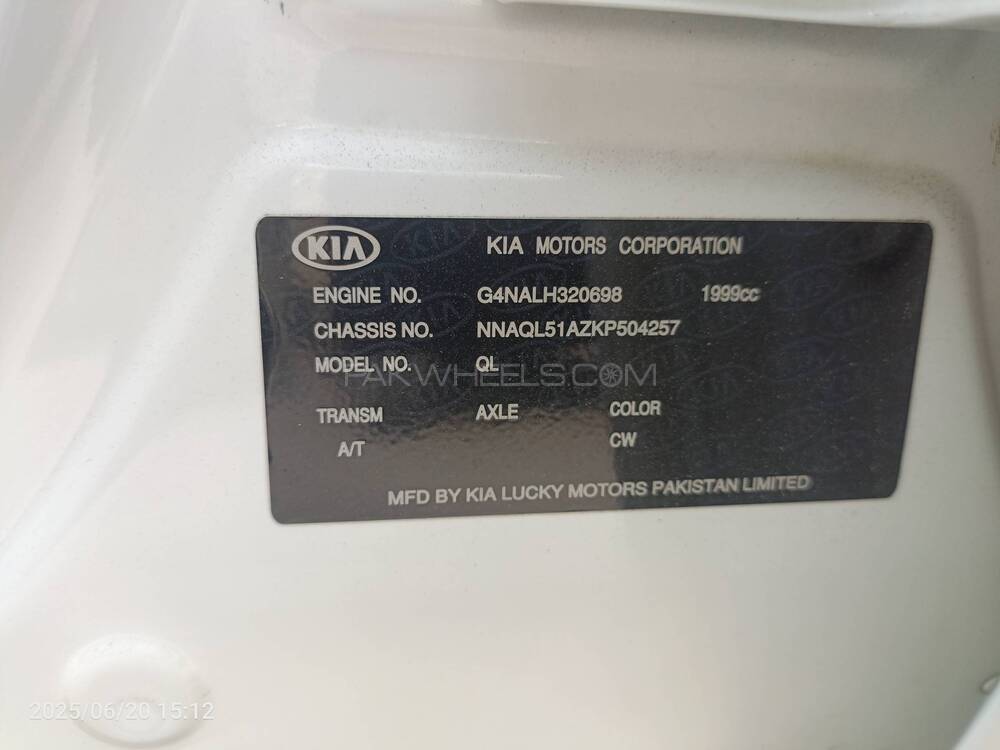 KIA KIA MOTORS CORPORATION
ENGINE NO. G4NALH320698 1999cc
CHASSIS NO. NNAQL51AZKP504257
MODEL NO. QL
PAKWHEELS.COM
TRANSM AXLE COLOR
A/T CW
MFD BY KIA LUCKY MOTORS PAKISTAN LIMITED
2025/06/20 15:12